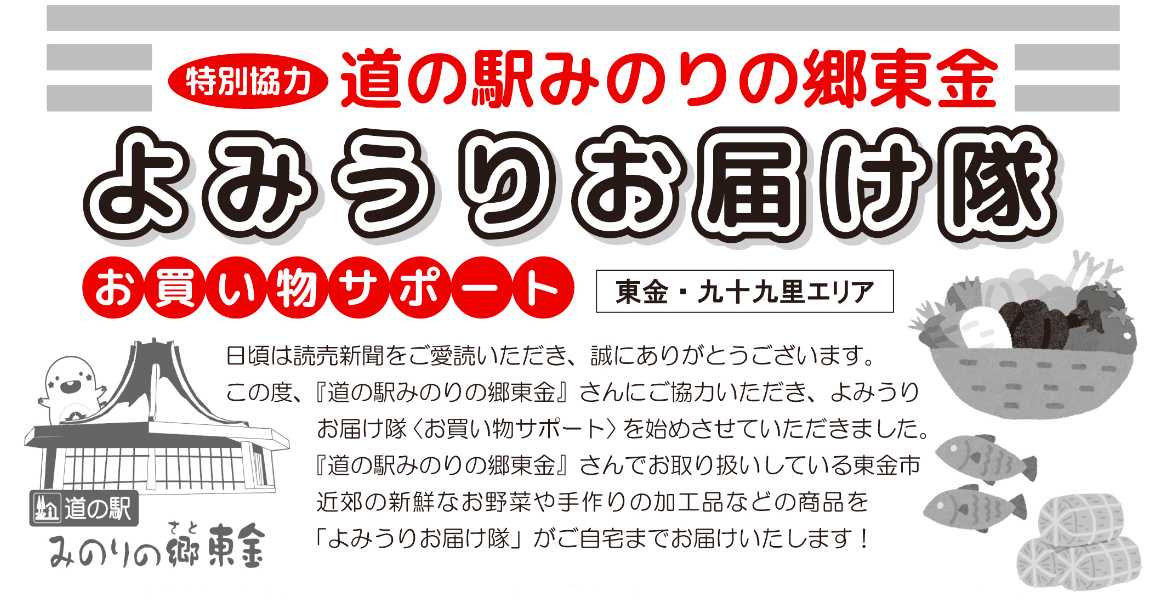 特別協力 道の駅みのりの郷東金
よみうりお届け隊
お買い物サポート 東金・九十九里エリア
日頃は読売新聞をご愛読いただき、誠にありがとうございます。
この度、『道の駅みのりの郷東金』さんにご協力いただき、よみうり
お届け隊〈お買い物サポート〉を始めさせていただきました。
『道の駅みのりの郷東金』さんでお取り扱いしている東金市
近郊の新鮮なお野菜や手作りの加工品などの商品を
「よみうりお届け隊」がご自宅までお届けいたします！
道の駅
さと
みのりの郷東金